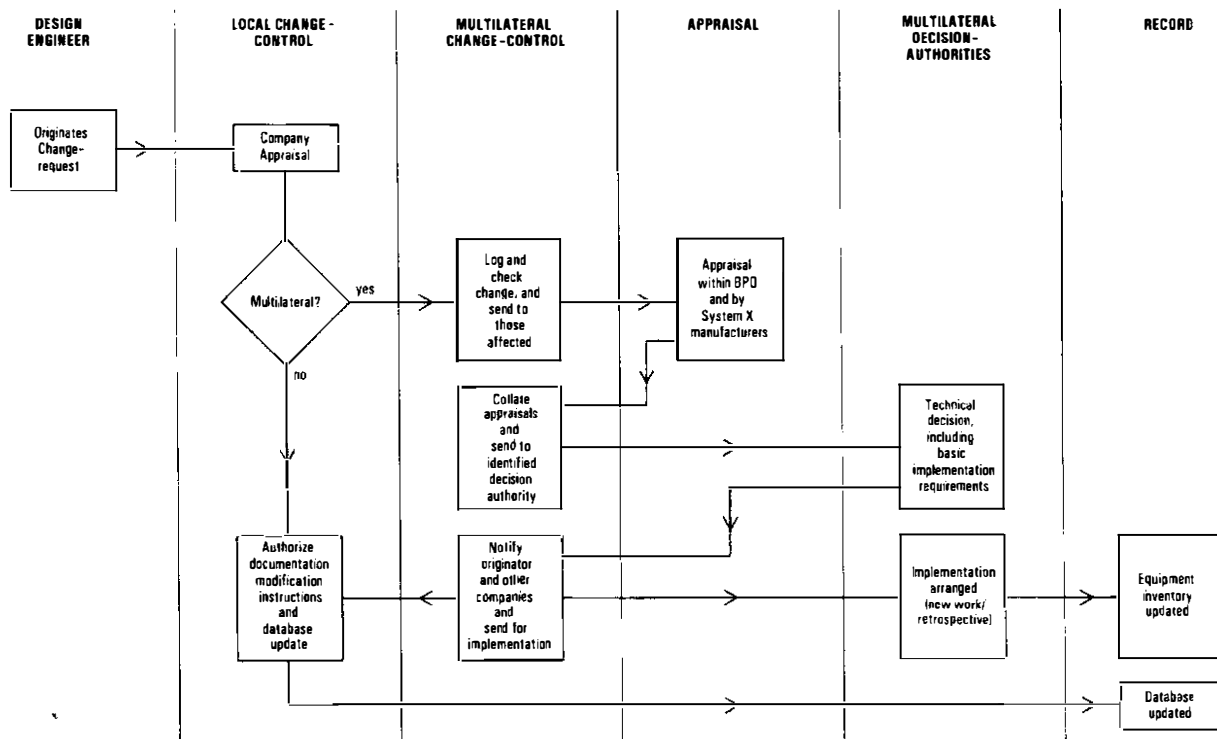 DESIGN
ENGINEER
LOCAL CHANGE-
CONTROL
MULTILATERAL
CHANGE-CONTROL
APPRAISAL
MULTILATERAL
DECISION-
AUTHORITIES
RECORD
Originates
Change-
request
Company
Appraisal
Multilateral?
yes
no
Log and
check
change, and
send to
those
affected
Appraisal
within BPO
and by
System X
manufacturers
Collate
appraisals
and
send to
identified
decision
authority
Technical
decision,
including
basic
implementation
requirements
Authorize
documentation
modification
instructions
and
database
update
Notify
originator
and other
companies
and
send for
implementation
Implementation
arranged
(new work/
retrospective)
Equipment
inventory
updated
Database
updated